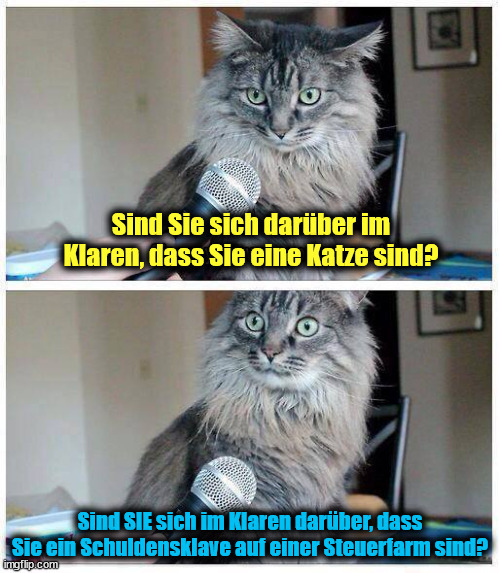 Sind Sie sich darüber im
Klaren, dass Sie eine Katze sind?
Sind SIE sich im Klaren darüber, dass
Sie ein Schuldensklave auf einer Steuerfarm sind?
imgflip.com